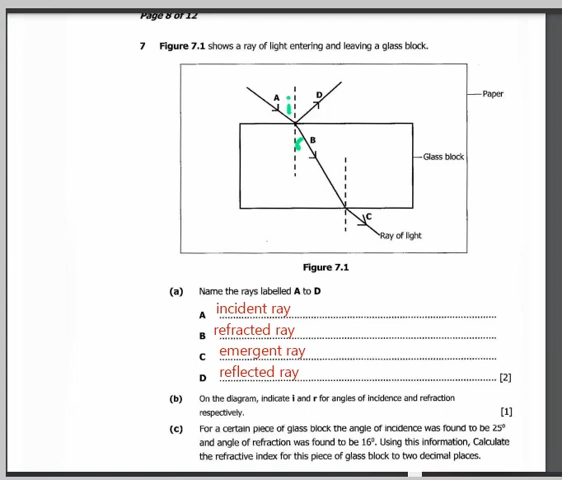 Page 8 of 12
7 Figure 7.1 shows a ray of light entering and leaving a glass block.
A i D
Paper
r B
Glass block
C
Ray of light
Figure 7.1
(a) Name the rays labelled A to D
A incident ray
B refracted ray
C emergent ray
D reflected ray [2]
(b) On the diagram, indicate i and r for angles of incidence and refraction
respectively. [1]
(c) For a certain piece of glass block the angle of incidence was found to be 25⁰
and angle of refraction was found to be 16⁰. Using this information, Calculate
the refractive index for this piece of glass block to two decimal places.